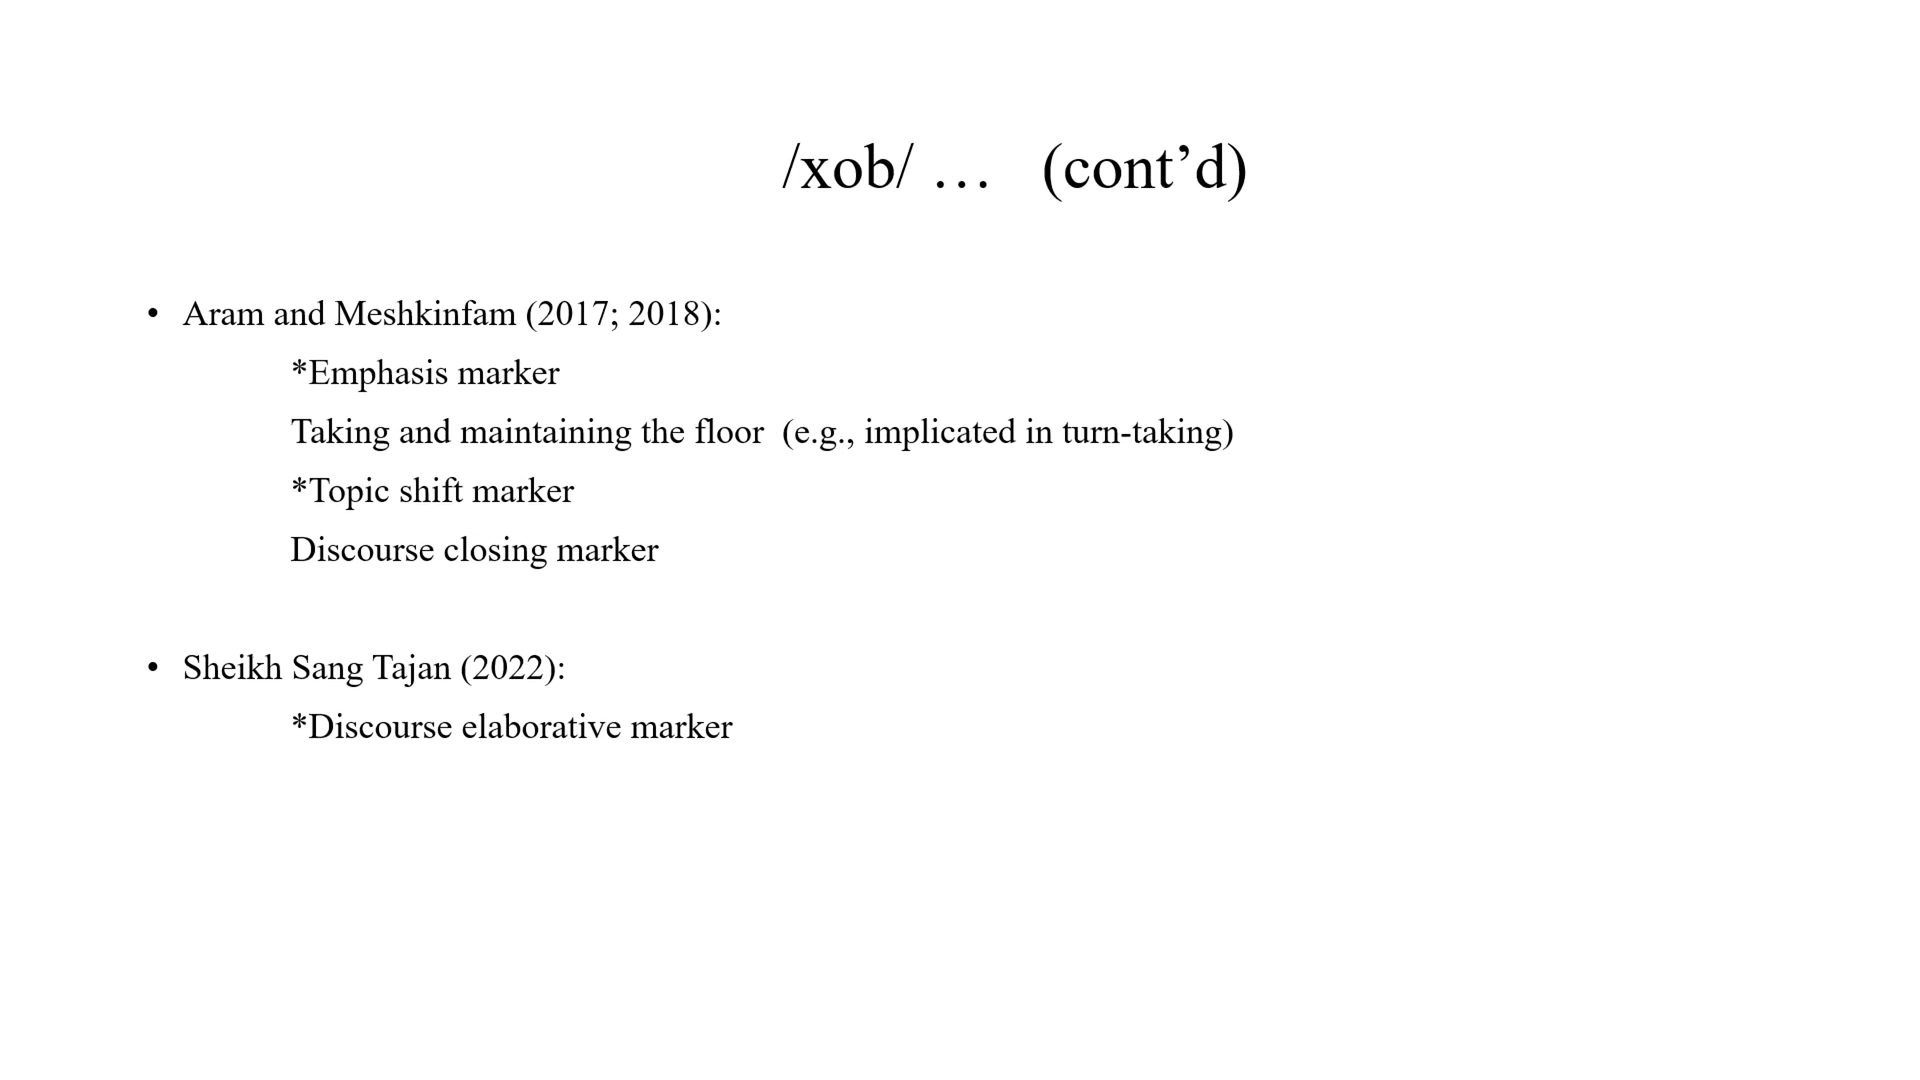 /xob/ … (cont’d)
• Aram and Meshkinfam (2017; 2018):
*Emphasis marker
Taking and maintaining the floor (e.g., implicated in turn-taking)
*Topic shift marker
Discourse closing marker
• Sheikh Sang Tajan (2022):
*Discourse elaborative marker